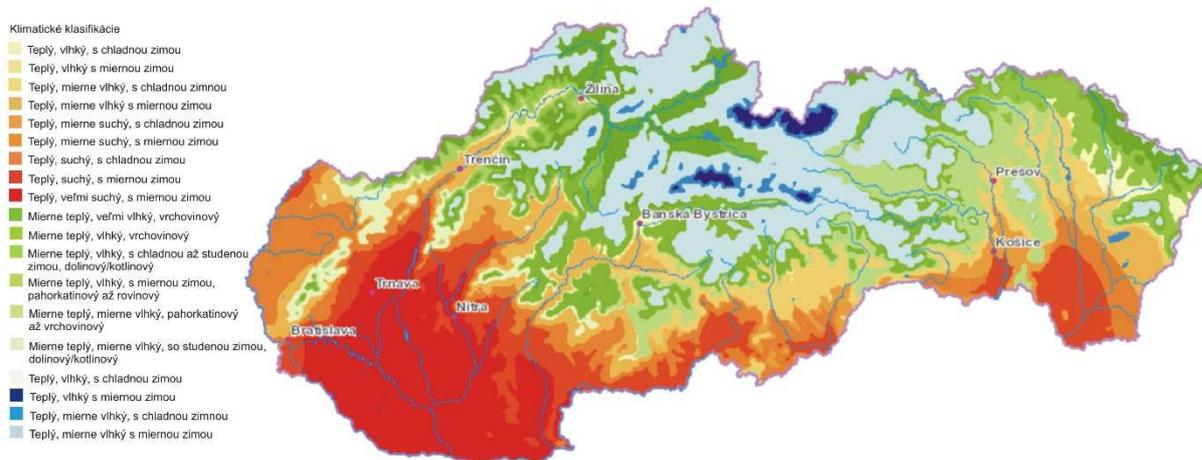 Klimatické klasifikácie
Teplý, vlhký, s chladnou zimou
Teplý, vlhký s miernou zimou
Teplý, mierne vlhký, s chladnou zimnou
Teplý, mierne vlhký s miernou zimou
Teplý, mierne suchý, s chladnou zimou
Teplý, mierne suchý, s miernou zimou
Teplý, suchý, s chladnou zimou
Teplý, suchý, s miernou zimou
Teplý, veľmi suchý, s miernou zimou
Mierne teplý, veľmi vlhký, vrchovinový
Mierne teplý, vlhký, vrchovinový
Mierne teplý, vlhký, s chladnou až studenou
zimou, dolinový/kotlinový
Mierne teplý, vlhký, s miernou zimou,
pahorkatinový až rovinový
Mierne teplý, mierne vlhký, pahorkatinový
až vrchovinový
Mierne teplý, mierne vlhký, so studenou zimou,
dolinový/kotlinový
Teplý, vlhký, s chladnou zimou
Teplý, vlhký s miernou zimou
Teplý, mierne vlhký, s chladnou zimnou
Teplý, mierne vlhký s miernou zimou
Žilina
Trenčín
Prešov
Banská Bystrica
Košice
Trnava
Nitra
Bratislava